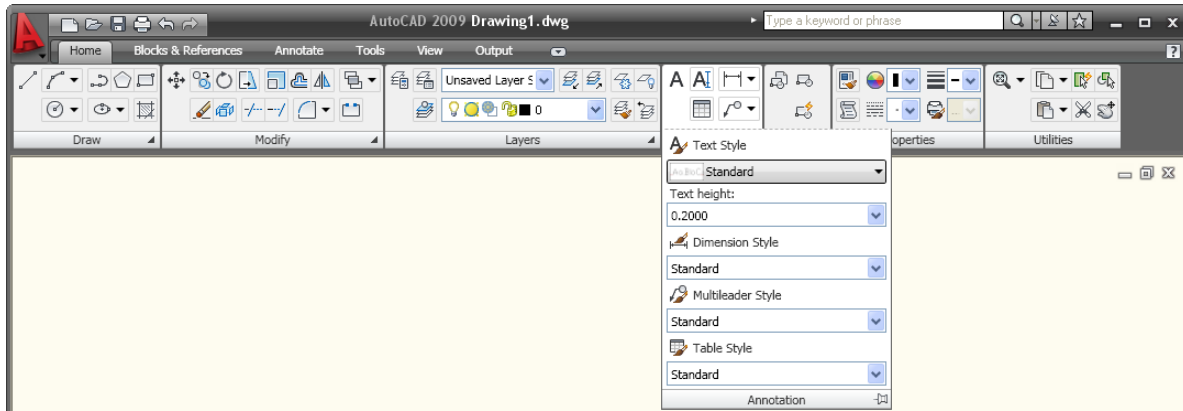 AutoCAD 2009 Drawing1.dwg
Type a keyword or phrase
Home Blocks & References Annotate Tools View Output
Unsaved Layer S
A AI
0
Draw Modify Layers operties Utilities
Text Style
Standard
Text height:
0.2000
Dimension Style
Standard
Multileader Style
Standard
Table Style
Standard
Annotation